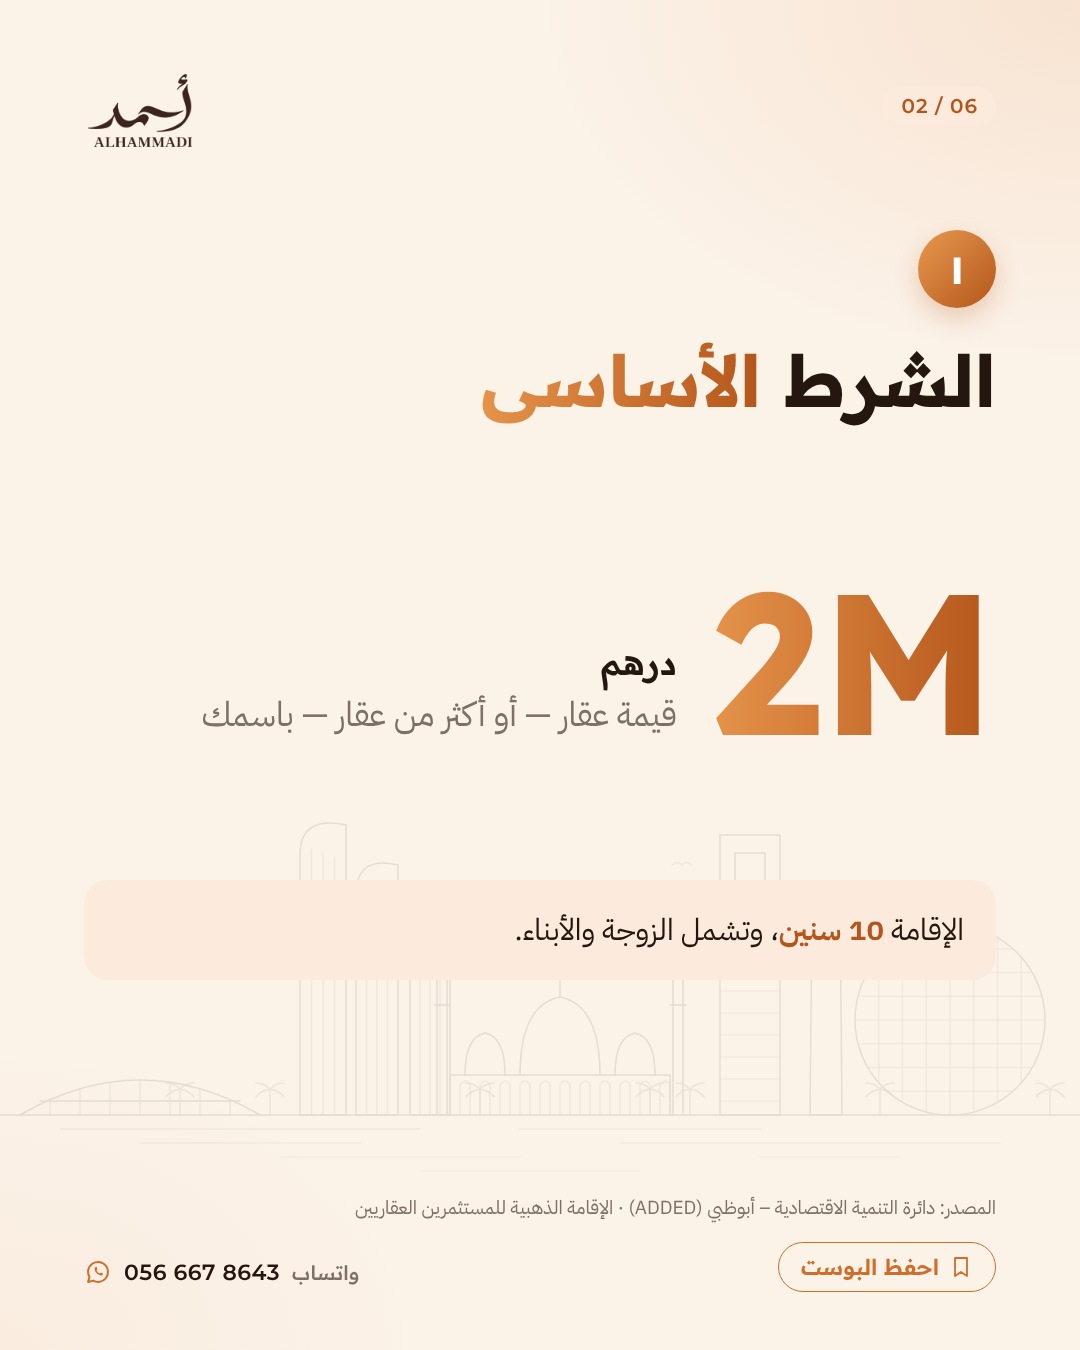 أحمد
ALHAMMADI
02 / 06
١
الشرط الأساسى
2M
درهم
قيمة عقار — أو أكثر من عقار — باسمك
الإقامة 10 سنين، وتشمل الزوجة والأبناء.
المصدر: دائرة التنمية الاقتصادية – أبوظبي (ADDED) · الإقامة الذهبية للمستثمرين العقاريين
احفظ البوست
واتساب 056 667 8643